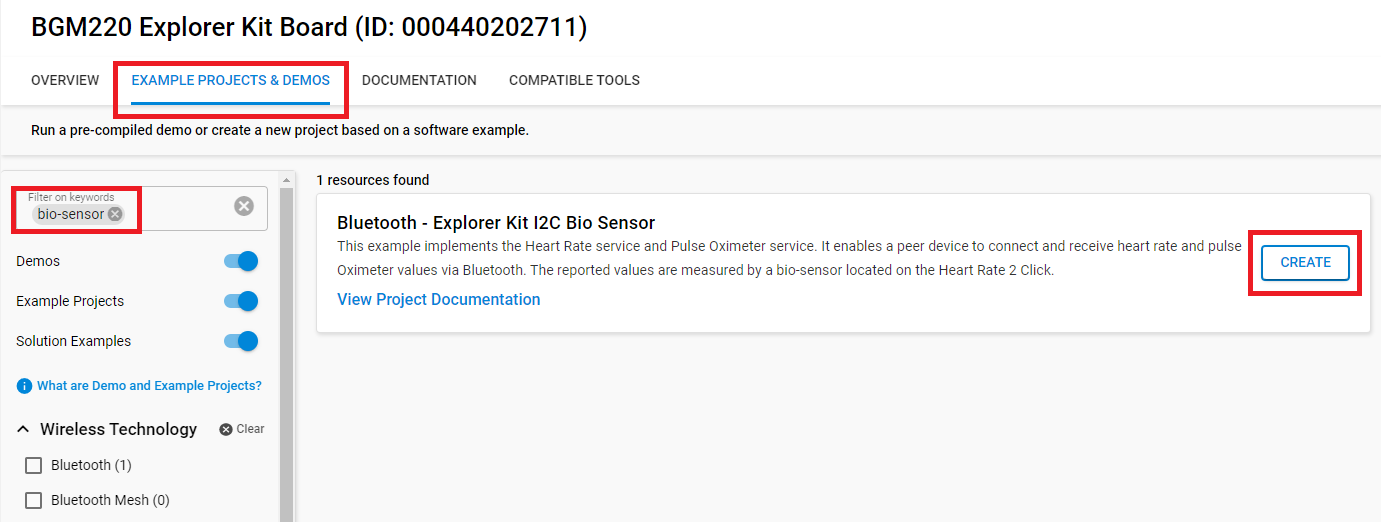 BGM220 Explorer Kit Board (ID: 000440202711)
OVERVIEW
EXAMPLE PROJECTS & DEMOS
DOCUMENTATION
COMPATIBLE TOOLS
Run a pre-compiled demo or create a new project based on a software example.
Filter on keywords
bio-sensor
Demos
Example Projects
Solution Examples
What are Demo and Example Projects?
Wireless Technology
Clear
Bluetooth (1)
Bluetooth Mesh (0)
1 resources found
Bluetooth - Explorer Kit I2C Bio Sensor
This example implements the Heart Rate service and Pulse Oximeter service. It enables a peer device to connect and receive heart rate and pulse
Oximeter values via Bluetooth. The reported values are measured by a bio-sensor located on the Heart Rate 2 Click.
View Project Documentation
CREATE